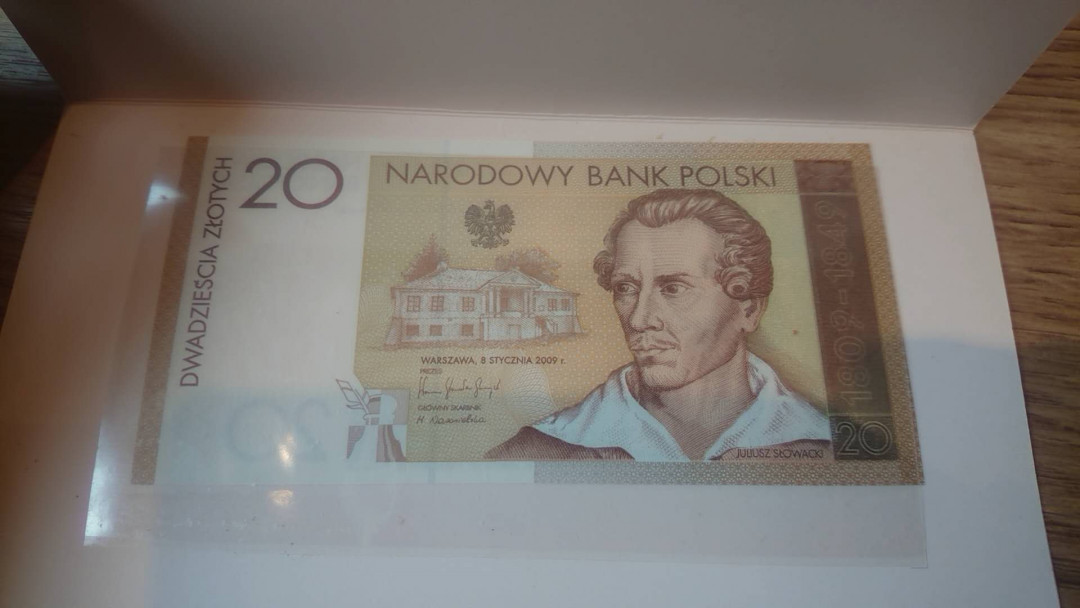 DWADZIEŚCIA ZŁOTYCH
20
NARODOWY BANK POLSKI
1809-1849
WARSZAWA, 8 STYCZNIA 2009 r.
PREZES
GŁÓWNY SKARBNIK
JULIUSZ SŁOWACKI
20